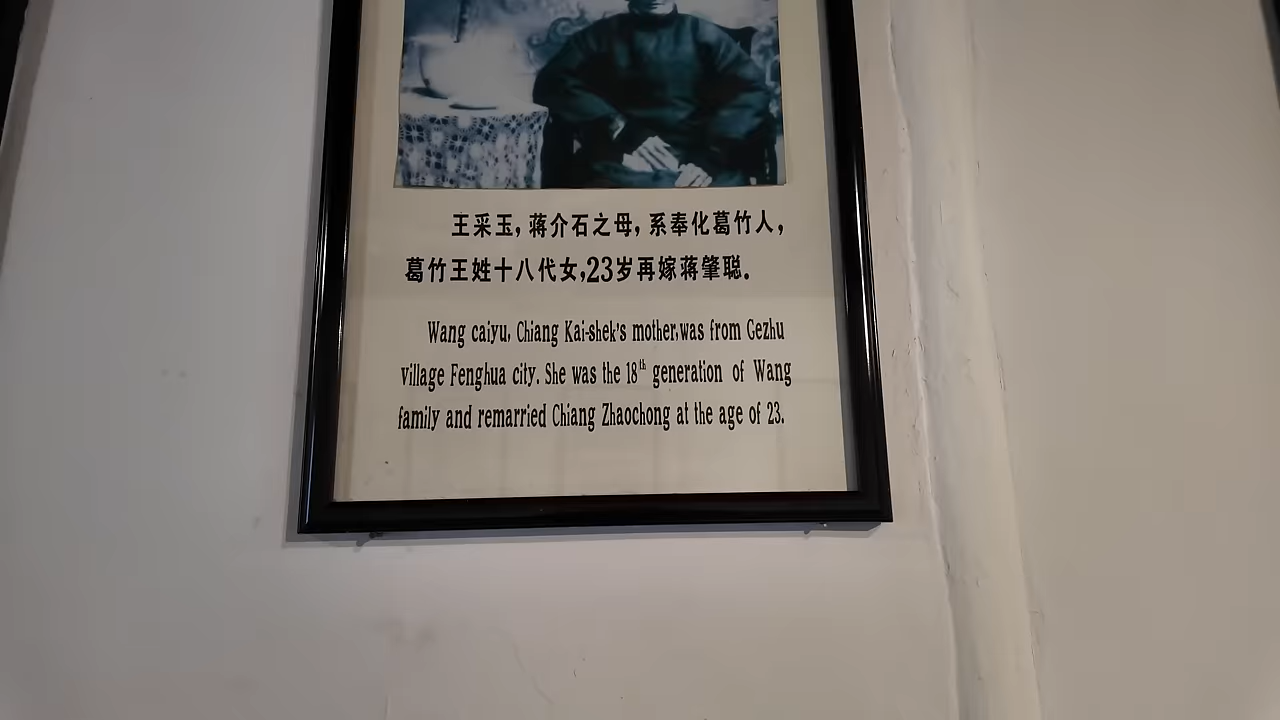 王采玉，蒋介石之母，系奉化葛竹人，
葛竹王姓十八代女，23岁再嫁蒋肇聪。
Wang caiyu, Chiang Kai-shek's mother,was from Gezhu
village Fenghua city. She was the 18th generation of Wang
family and remarried Chiang Zhaochong at the age of 23.